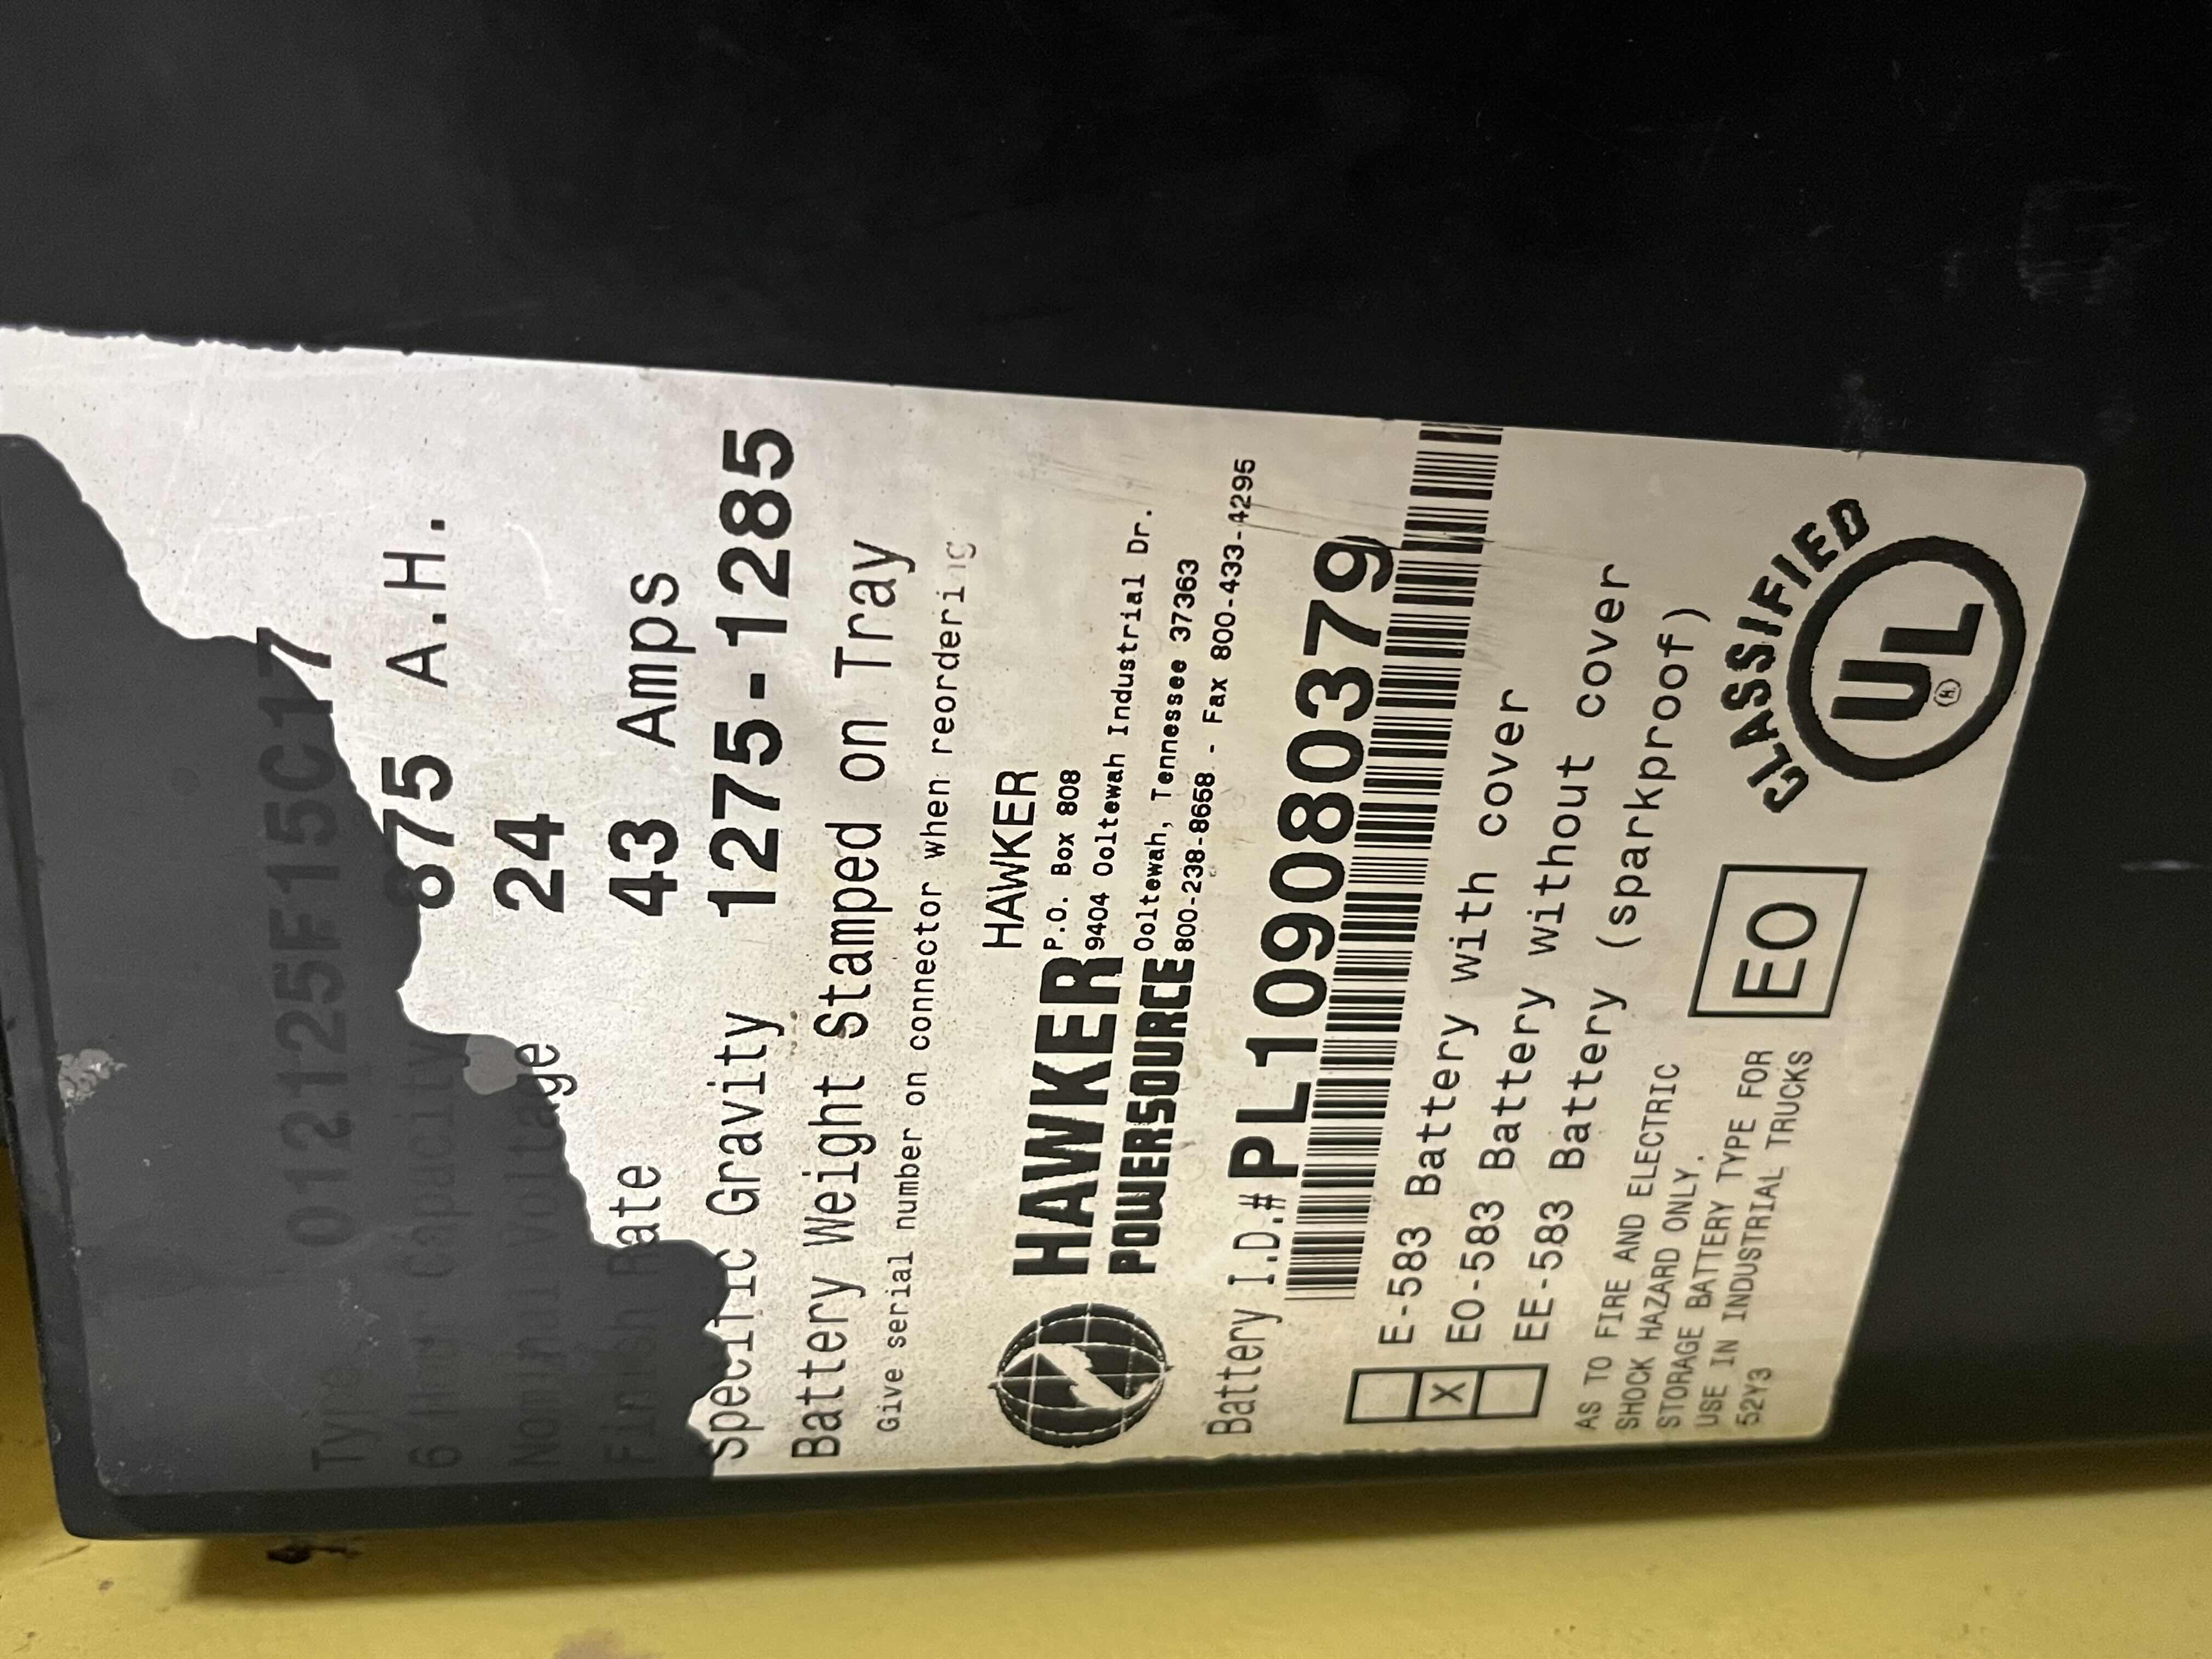 Type 012125F15C17
6 Hour Capacity 875 A.H.
Nominal Voltage 24
Finish Rate 43 Amps
Specific Gravity 1275-1285
Battery Weight Stamped on Tray
Give serial number on connector when reordering
HAWKER
POWERSOURCE
HAWKER
P.O. Box 808
9404 Ooltewah Industrial Dr.
Ooltewah, Tennessee 37363
800-238-8658 - Fax 800-433-4295
Battery I.D.# PL109080379
E-583 Battery with cover
X EO-583 Battery without cover
EE-583 Battery (sparkproof)
AS TO FIRE AND ELECTRIC
SHOCK HAZARD ONLY.
STORAGE BATTERY TYPE FOR
USE IN INDUSTRIAL TRUCKS
52Y3
EO
CLASSIFIED
UL
®